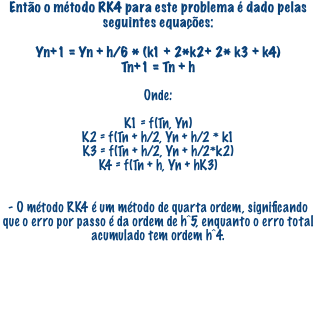 Então o método RK4 para este problema é dado pelas
seguintes equações:
Yn+1 = Yn + h/6 * (k1 + 2*k2+ 2* k3 + k4)
Tn+1 = Tn + h
Onde:
K1 = f(Tn, Yn)
K2 = f(Tn + h/2, Yn + h/2 * k1
K3 = f(Tn + h/2, Yn + h/2*k2)
K4 = f(Tn + h, Yn + hK3)
- O método RK4 é um método de quarta ordem, significando
que o erro por passo é da ordem de h^5, enquanto o erro total
acumulado tem ordem h^4.